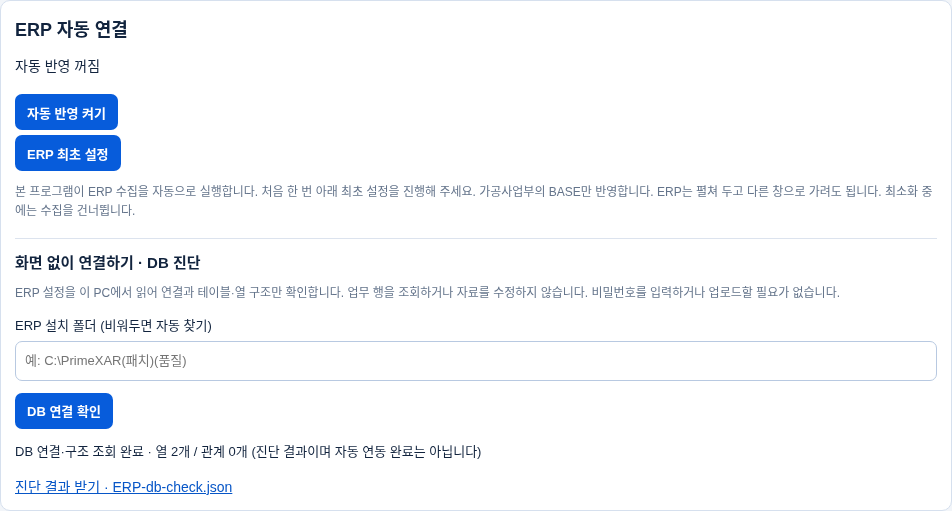 ERP 자동 연결
자동 반영 꺼짐
자동 반영 켜기
ERP 최초 설정
본 프로그램이 ERP 수집을 자동으로 실행합니다. 처음 한 번 아래 최초 설정을 진행해 주세요. 가공사업부의 BASE만 반영합니다. ERP는 펼쳐 두고 다른 창으로 가려도 됩니다. 최소화 중
에는 수집을 건너뜁니다.
화면 없이 연결하기 · DB 진단
ERP 설정을 이 PC에서 읽어 연결과 테이블·열 구조만 확인합니다. 업무 행을 조회하거나 자료를 수정하지 않습니다. 비밀번호를 입력하거나 업로드할 필요가 없습니다.
ERP 설치 폴더 (비워두면 자동 찾기)
예: C:\PrimeXAR(패치)(품질)
DB 연결 확인
DB 연결·구조 조회 완료 · 열 2개 / 관계 0개 (진단 결과이며 자동 연동 완료는 아닙니다)
진단 결과 받기 · ERP-db-check.json